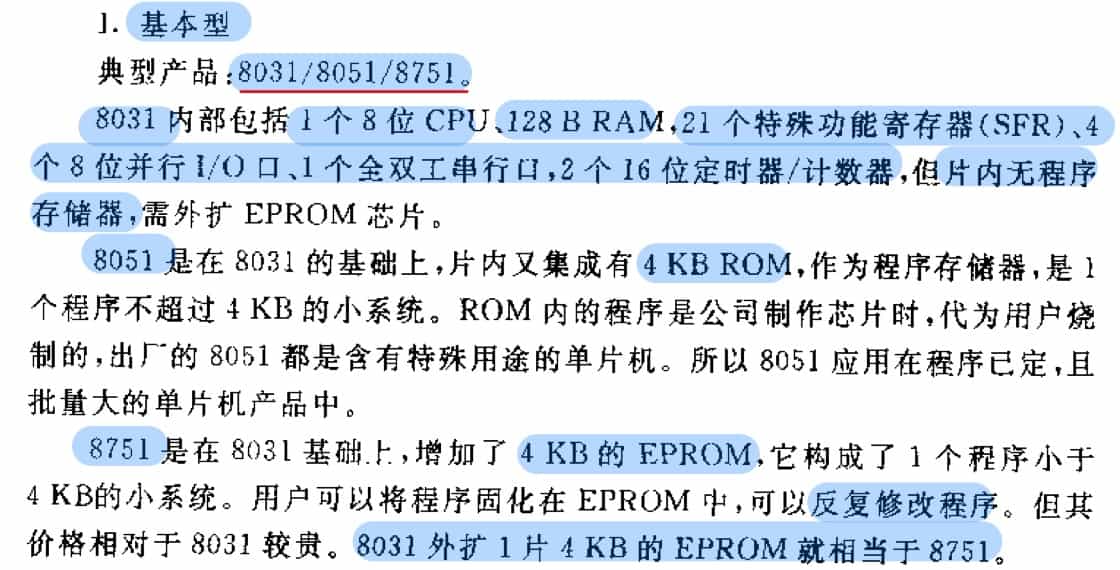 1. 基本型
典型产品:8031/8051/8751。
8031 内部包括 1 个 8 位 CPU、128 B RAM,21 个特殊功能寄存器(SFR)、4
个 8 位并行 I/O 口、1 个全双工串行口,2 个 16 位定时器/计数器,但片内无程序
存储器,需外扩 EPROM 芯片。
8051 是在 8031 的基础上,片内又集成有 4 KB ROM,作为程序存储器,是 1
个程序不超过 4 KB 的小系统。ROM 内的程序是公司制作芯片时,代为用户烧
制的,出厂的 8051 都是含有特殊用途的单片机。所以 8051 应用在程序已定,且
批量大的单片机产品中。
8751 是在 8031 基础上,增加了 4 KB 的 EPROM,它构成了 1 个程序小于
4 KB的小系统。用户可以将程序固化在 EPROM 中,可以反复修改程序。但其
价格相对于 8031 较贵。8031 外扩 1 片 4 KB 的 EPROM 就相当于 8751。